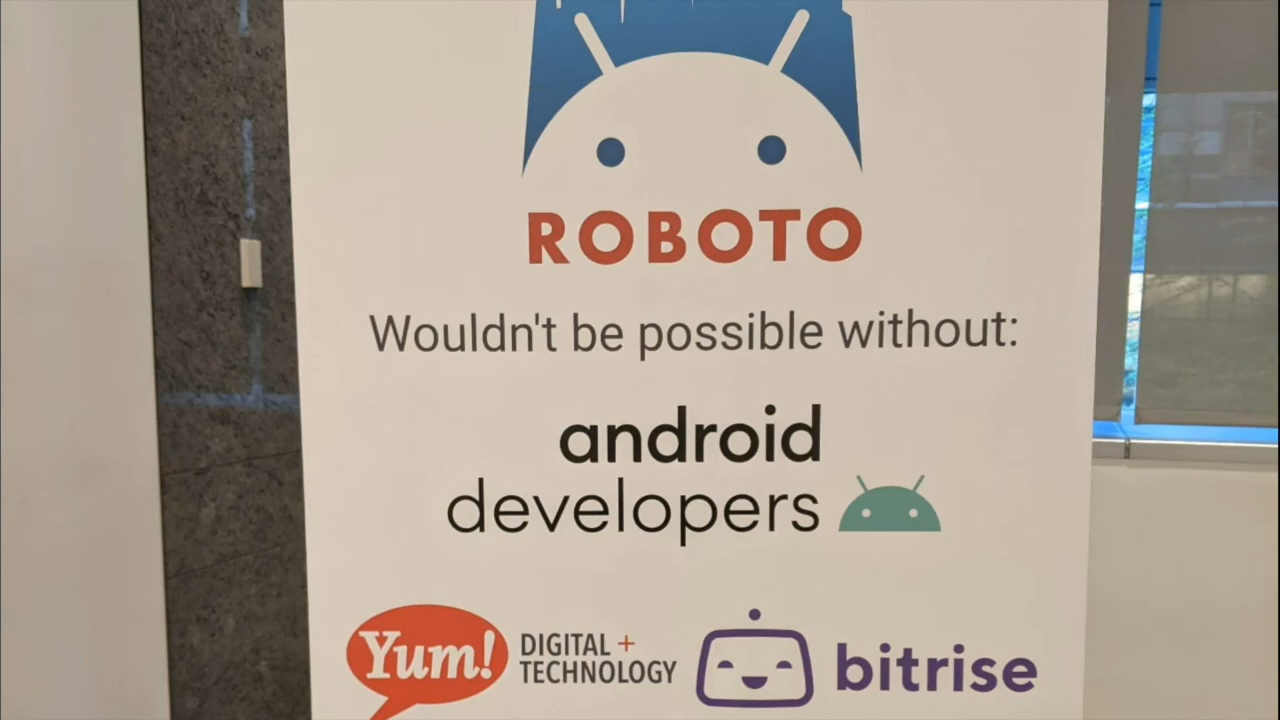 ROBOTO
Wouldn't be possible without:
android
developers
Yum!
DIGITAL +
TECHNOLOGY
bitrise